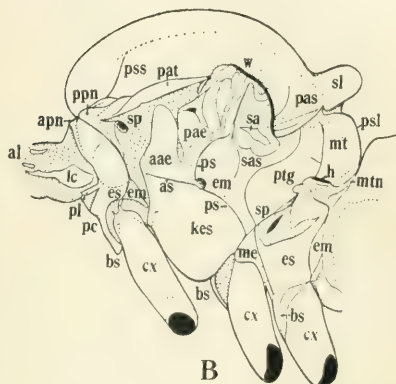 w
pss pat
sl
ppn
pas
apn
sp
psl
al
pae
sa
mt
aae
ps
sas
lc
h
es em
as
em
ptg
mtn
pl
ps
sp
pc
kes
em
me
es
bs
cx
bs
bs
cx
cx
B